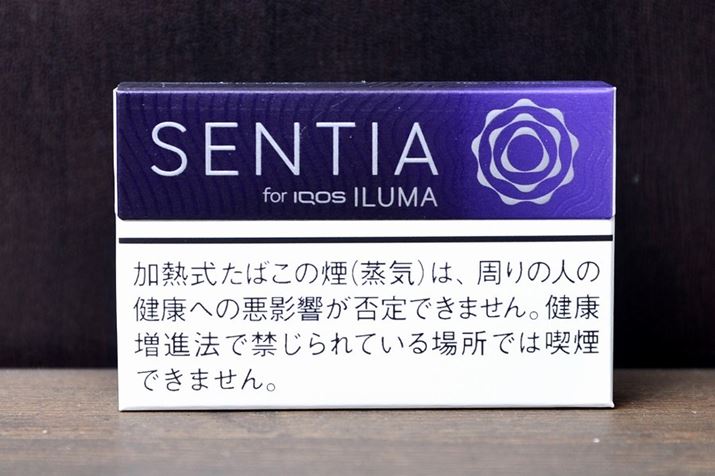 SENTIA
for IQOS ILUMA
加熱式たばこの煙(蒸気)は、周りの人の
健康への悪影響が否定できません。健康
増進法で禁じられている場所では喫煙
できません。